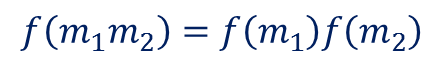 f(m₁m₂) = f(m₁)f(m₂)